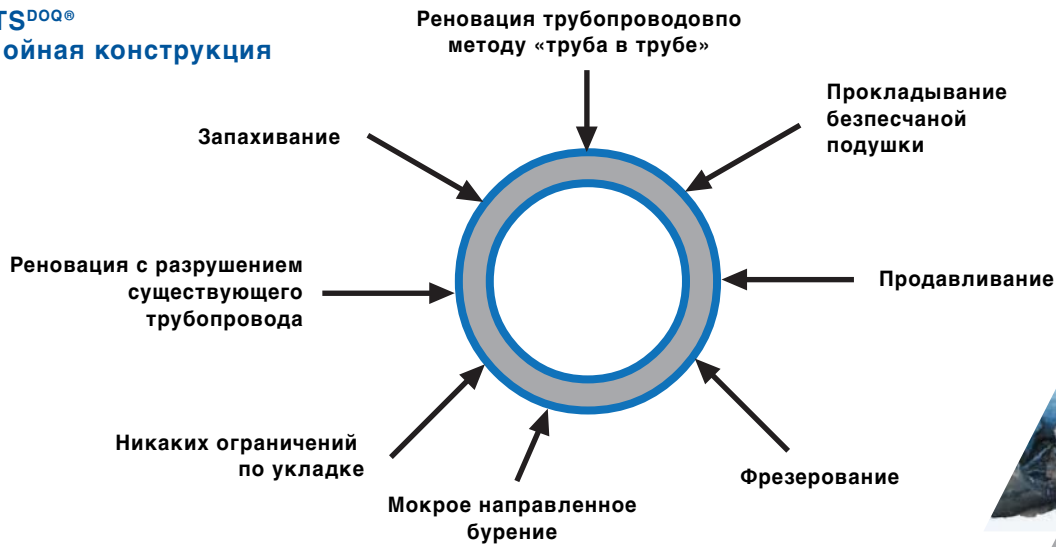 TS DOQ®
ойная конструкция
Реновация трубопроводовпо
методу «труба в трубе»
Прокладывание
безпесчаной
подушки
Запахивание
Продавливание
Реновация с разрушением
существующего
трубопровода
Никаких ограничений
по укладке
Фрезерование
Мокрое направленное
бурение